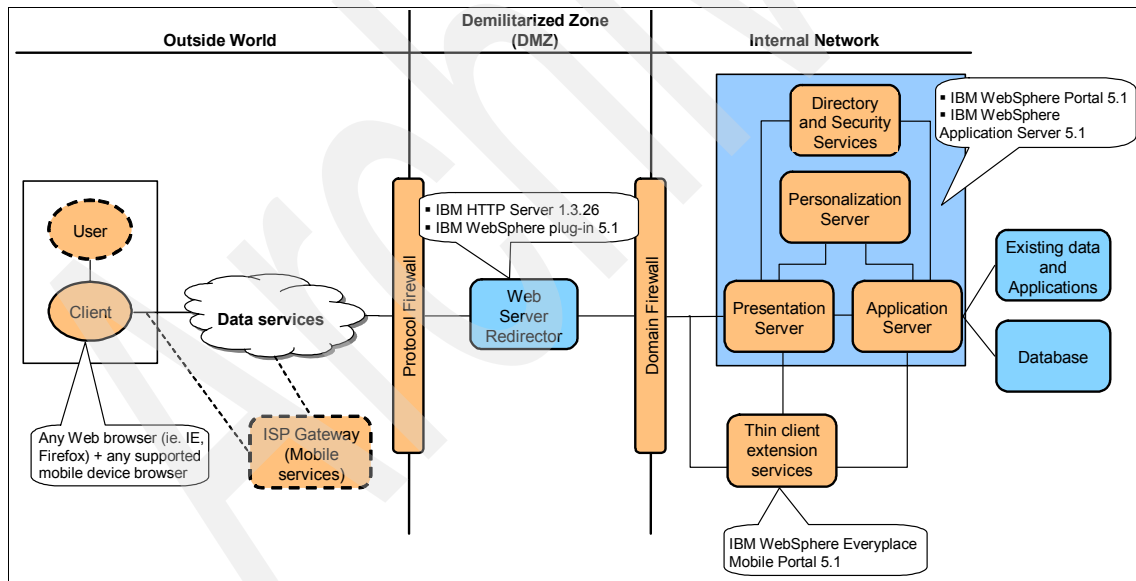 Outside World
Demilitarized Zone
(DMZ)
Internal Network
▪ IBM WebSphere Portal 5.1
▪ IBM WebSphere
Application Server 5.1
Directory
and Security
Services
Personalization
Server
▪ IBM HTTP Server 1.3.26
▪ IBM WebSphere plug-in 5.1
User
Client
Data services
Protocol Firewall
Web
Server
Redirector
Domain Firewall
Presentation
Server
Application
Server
Existing data
and
Applications
Database
Any Web browser (ie. IE,
Firefox) + any supported
mobile device browser
ISP Gateway
(Mobile
services)
Thin client
extension
services
IBM WebSphere Everyplace
Mobile Portal 5.1